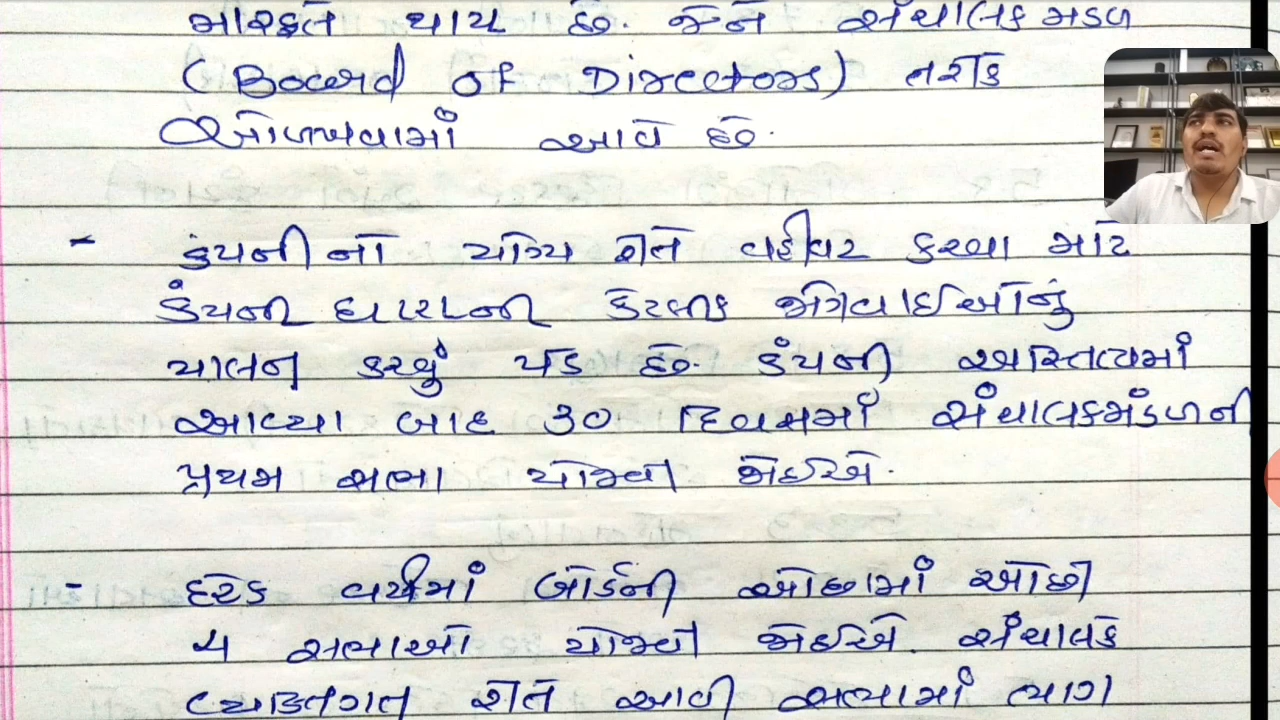 મારફતે થાય છે. જેને સંચાલક મંડળ
(Board of Directors) તરીકે
ઓળખવામાં આવે છે.
- કંપનીનો યોગ્ય રીતે વહીવટ કરવા માટે
કંપની ધારાની કેટલીક જોગવાઈઓનું
પાલન કરવું પડે છે. કંપની અસ્તિત્વમાં
આવ્યા બાદ 30 દિવસમાં સંચાલકમંડળની
પ્રથમ સભા યોજવી જોઈએ.
- દરેક વર્ષમાં બોર્ડની ઓછામાં ઓછી
4 સભાઓ યોજવી જોઈએ. સંચાલકે
વ્યક્તિગત રીતે આવી સભામાં ભાગ